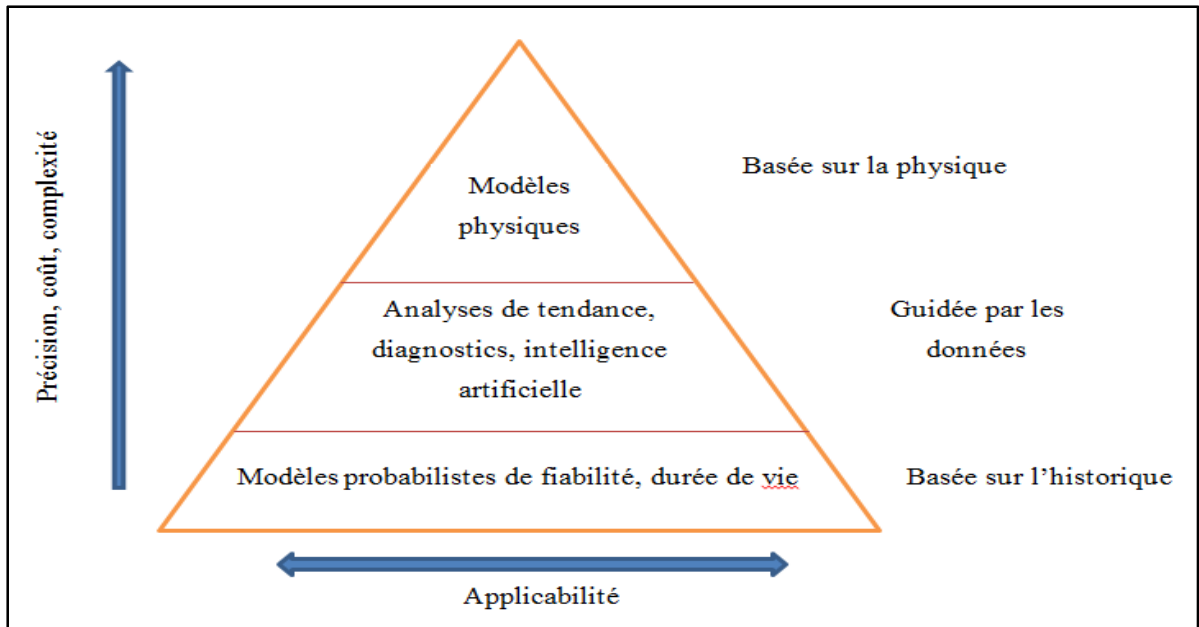 Précision, coût, complexité
Modèles
physiques
Basée sur la physique
Analyses de tendance,
diagnostics, intelligence
artificielle
Guidée par les
données
Modèles probabilistes de fiabilité, durée de vie
Basée sur l’historique
Applicabilité